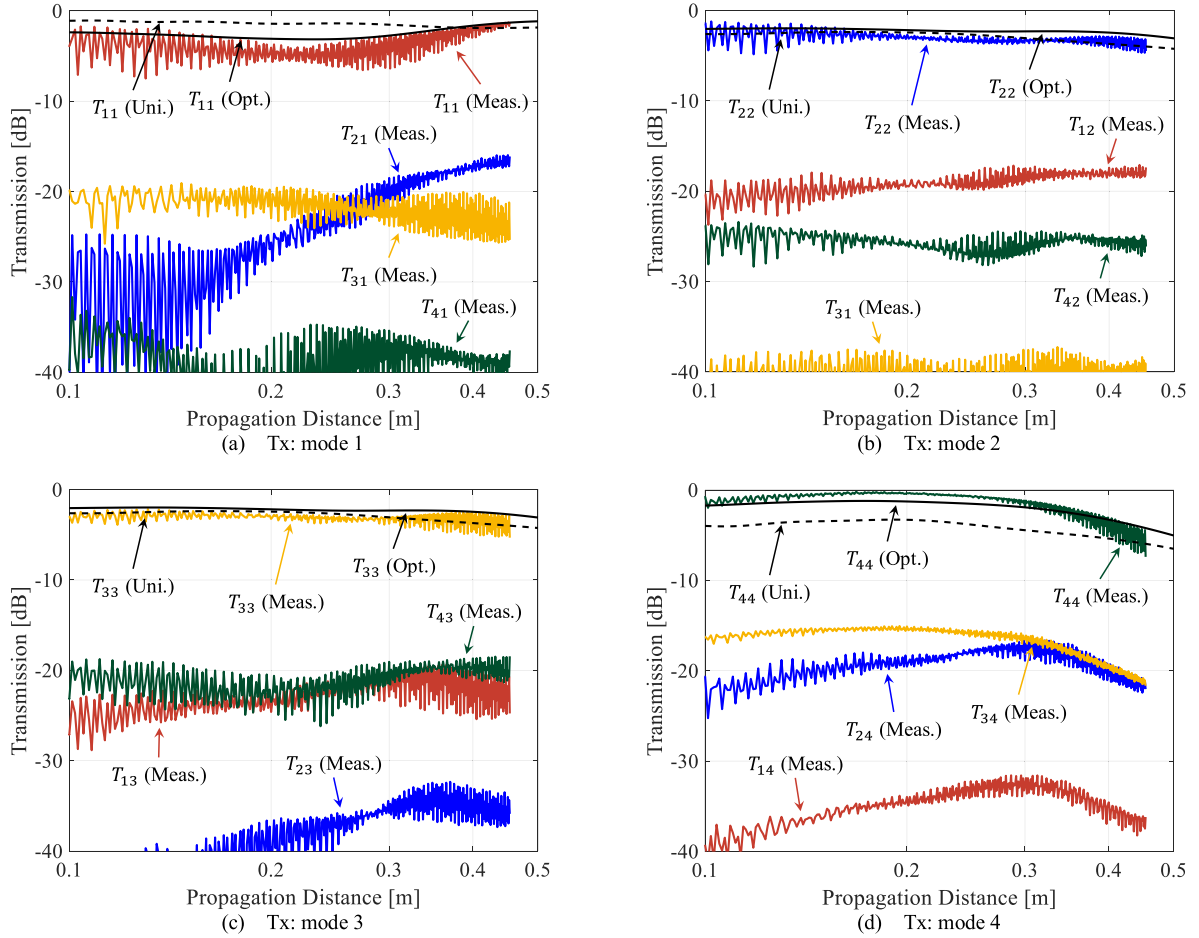 0
-10
-20
-30
-40
Transmission [dB]
T₁₁ (Uni.)
T₁₁ (Opt.)
T₁₁ (Meas.)
T₂₁ (Meas.)
T₃₁ (Meas.)
T₄₁ (Meas.)
0.1
0.2
0.3
0.4
0.5
Propagation Distance [m]
(a) Tx: mode 1
0
-10
-20
-30
-40
Transmission [dB]
T₂₂ (Uni.)
T₂₂ (Meas.)
T₂₂ (Opt.)
T₁₂ (Meas.)
T₄₂ (Meas.)
T₃₁ (Meas.)
0.1
0.2
0.3
0.4
0.5
Propagation Distance [m]
(b) Tx: mode 2
0
-10
-20
-30
-40
Transmission [dB]
T₃₃ (Uni.)
T₃₃ (Meas.)
T₃₃ (Opt.)
T₄₃ (Meas.)
T₁₃ (Meas.)
T₂₃ (Meas.)
0.1
0.2
0.3
0.4
0.5
Propagation Distance [m]
(c) Tx: mode 3
0
-10
-20
-30
-40
Transmission [dB]
T₄₄ (Opt.)
T₄₄ (Uni.)
T₄₄ (Meas.)
T₃₄ (Meas.)
T₂₄ (Meas.)
T₁₄ (Meas.)
0.1
0.2
0.3
0.4
0.5
Propagation Distance [m]
(d) Tx: mode 4